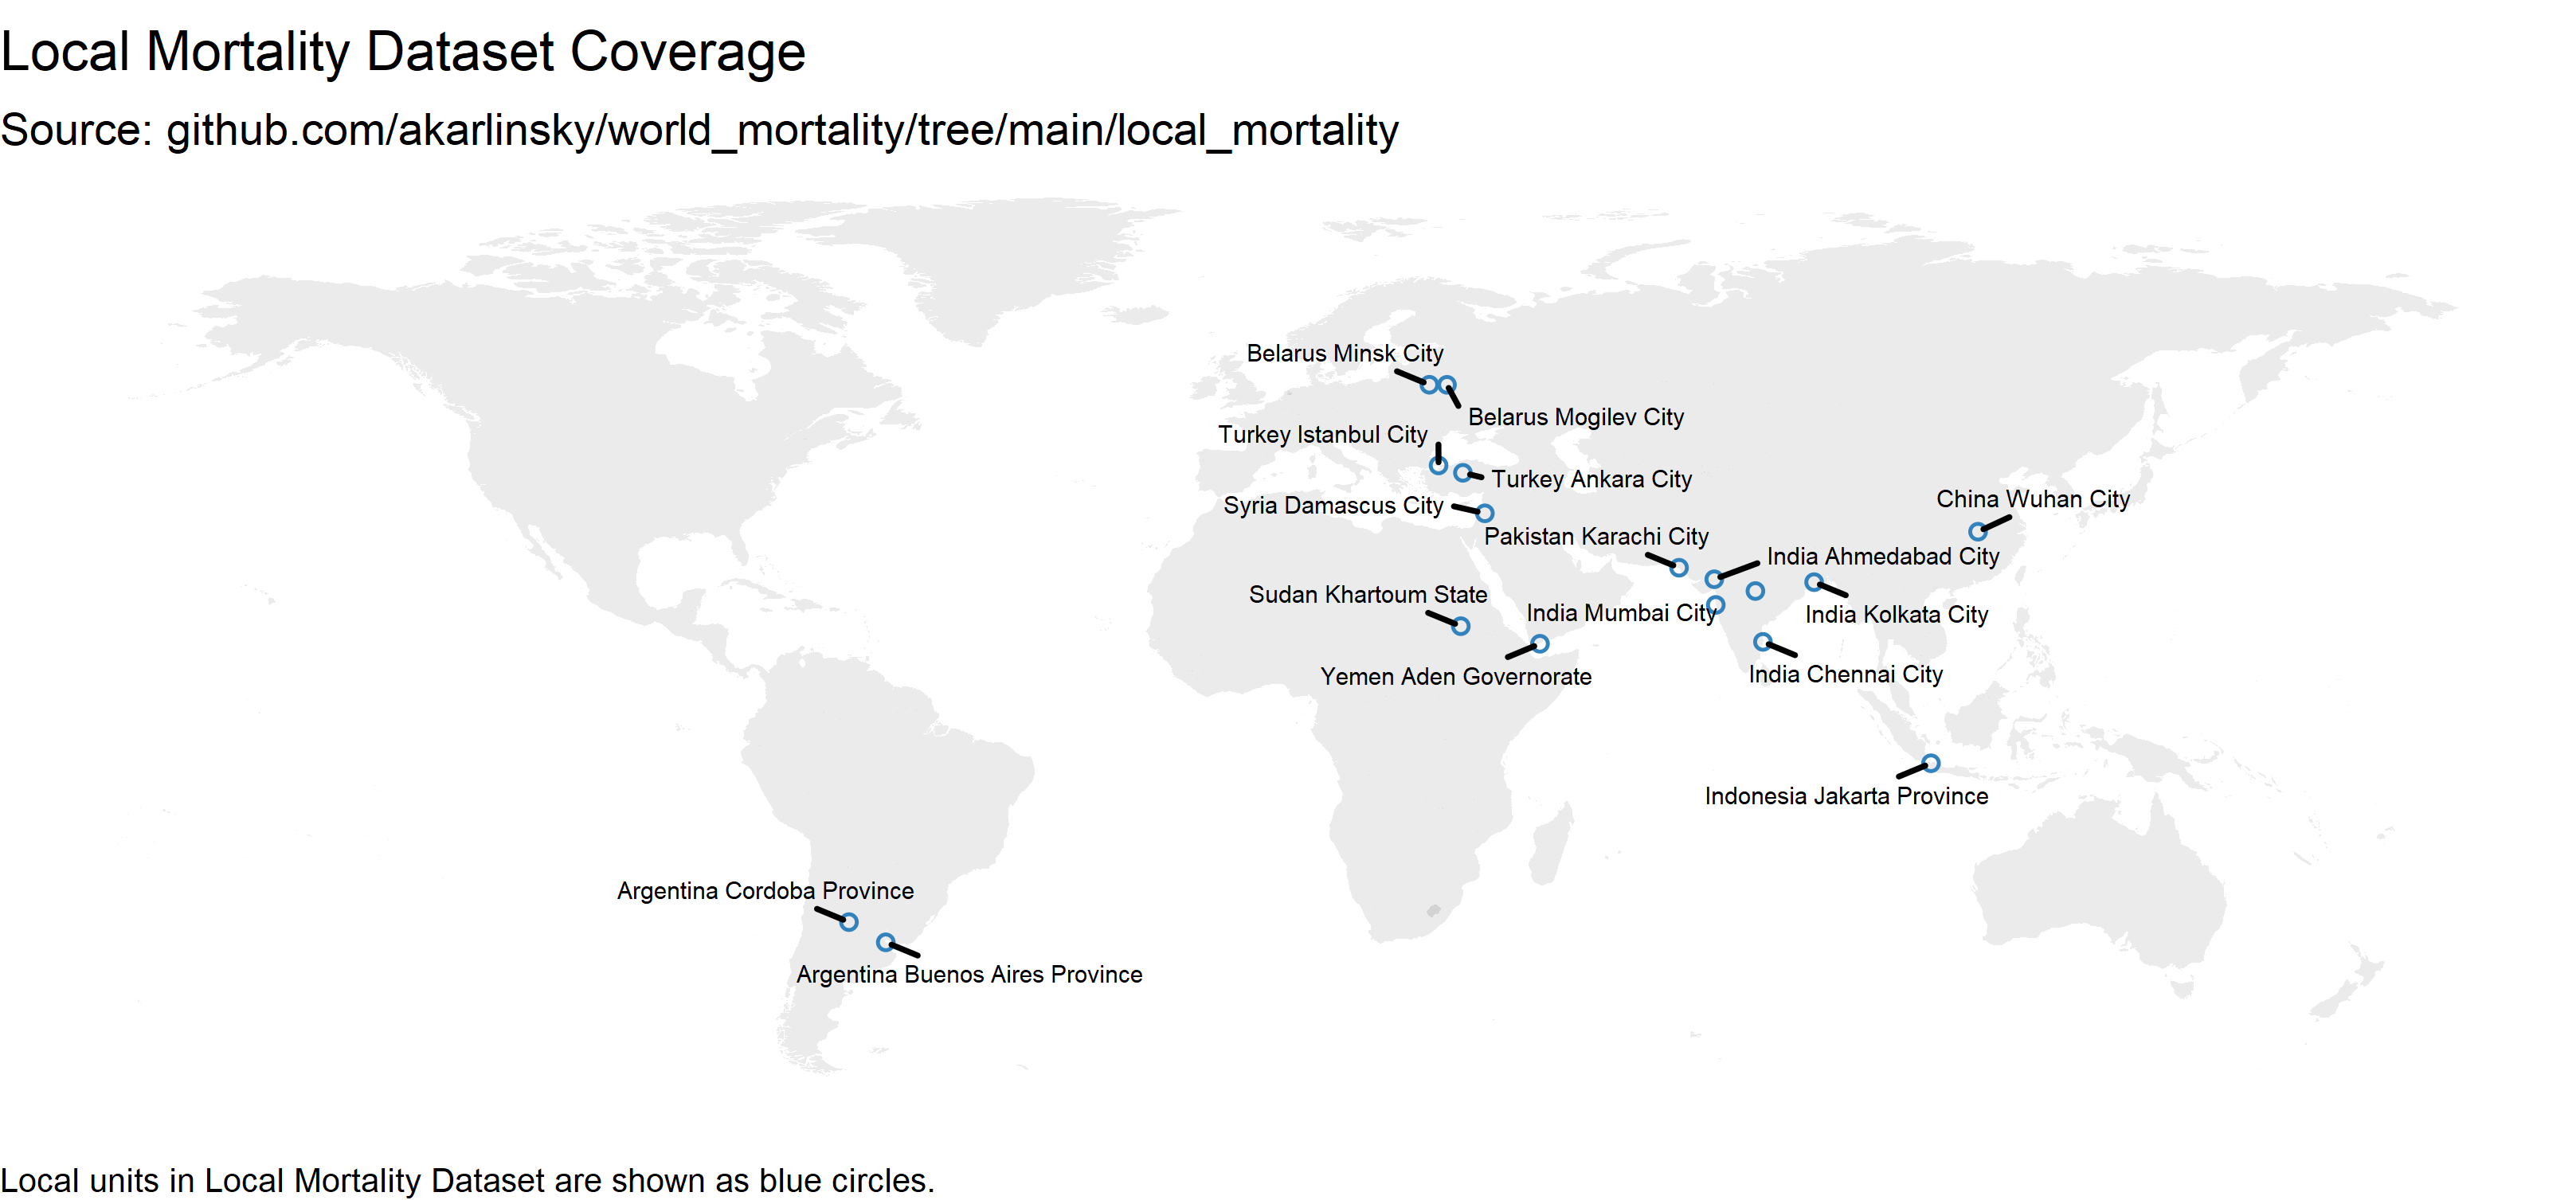 Local Mortality Dataset Coverage
Source: github.com/akarlinsky/world_mortality/tree/main/local_mortality
Belarus Minsk City
Belarus Mogilev City
Turkey Istanbul City
Turkey Ankara City
China Wuhan City
Syria Damascus City
Pakistan Karachi City
India Ahmedabad City
Sudan Khartoum State
India Mumbai City
India Kolkata City
Yemen Aden Governorate
India Chennai City
Indonesia Jakarta Province
Argentina Cordoba Province
Argentina Buenos Aires Province
Local units in Local Mortality Dataset are shown as blue circles.